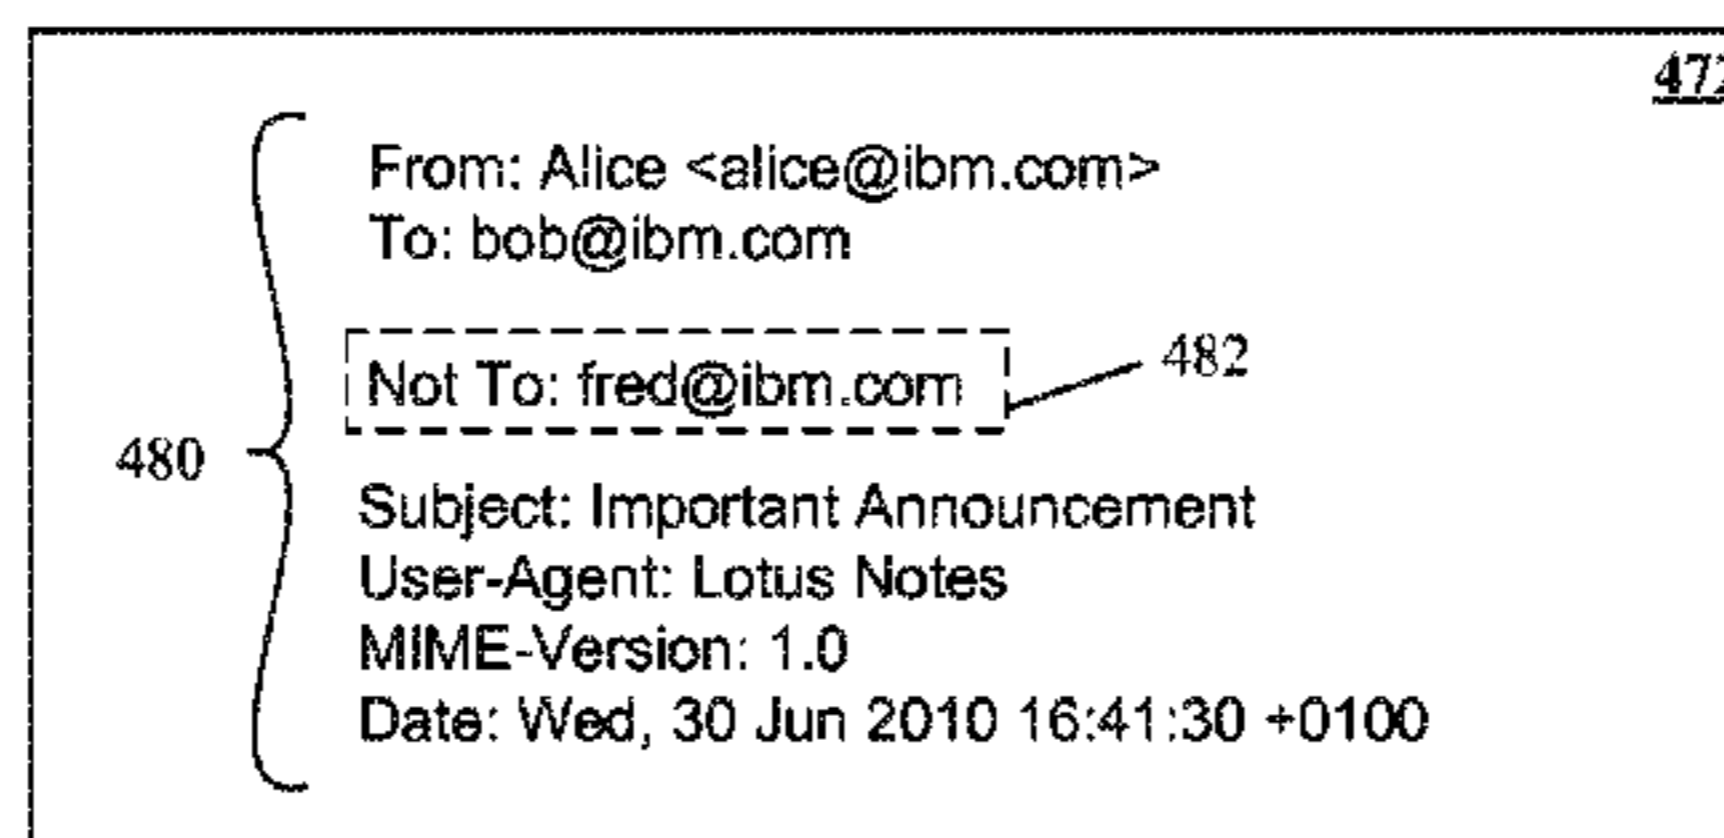 472
From: Alice <alice@ibm.com>
To: bob@ibm.com
Not To: fred@ibm.com
482
480
Subject: Important Announcement
User-Agent: Lotus Notes
MIME-Version: 1.0
Date: Wed, 30 Jun 2010 16:41:30 +0100